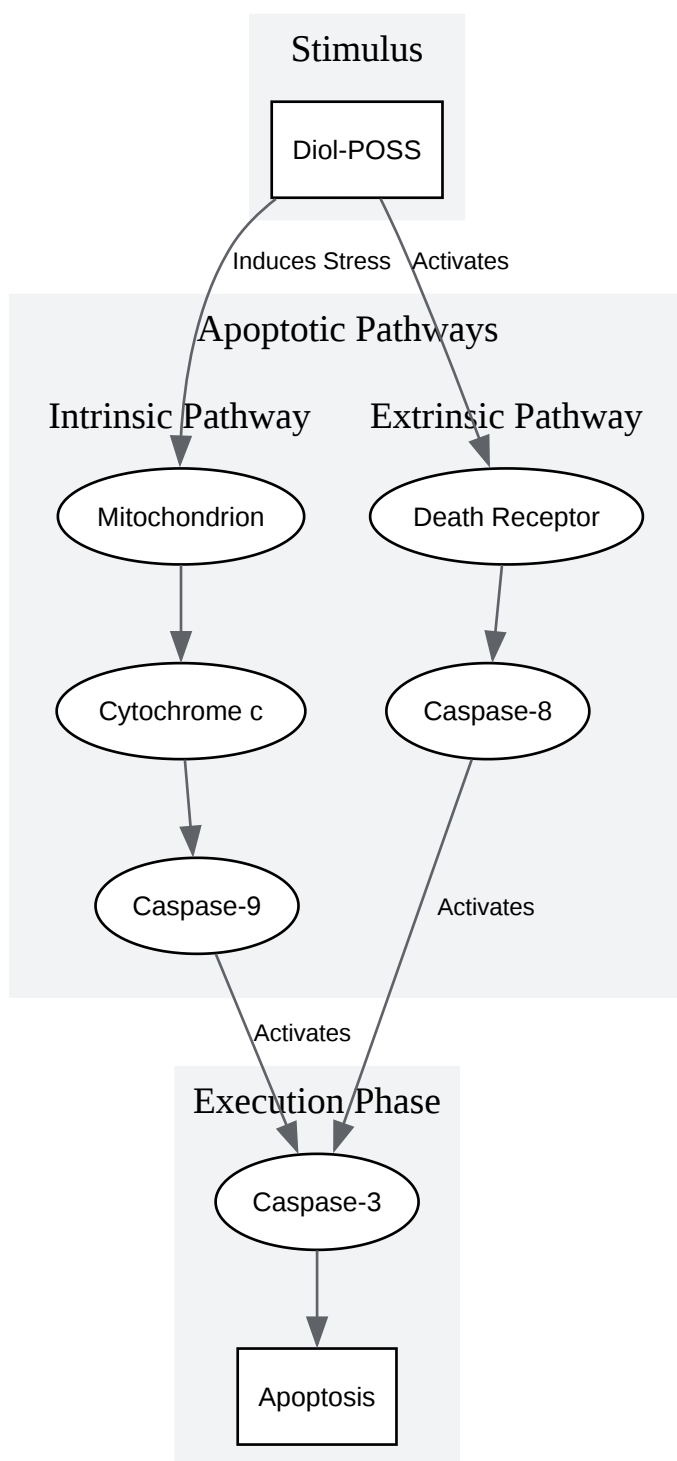 Stimulus
Diol-POSS
Induces Stress
Activates
Apoptotic Pathways
Intrinsic Pathway
Extrinsic Pathway
Mitochondrion
Death Receptor
Cytochrome c
Caspase-8
Caspase-9
Activates
Activates
Execution Phase
Caspase-3
Apoptosis